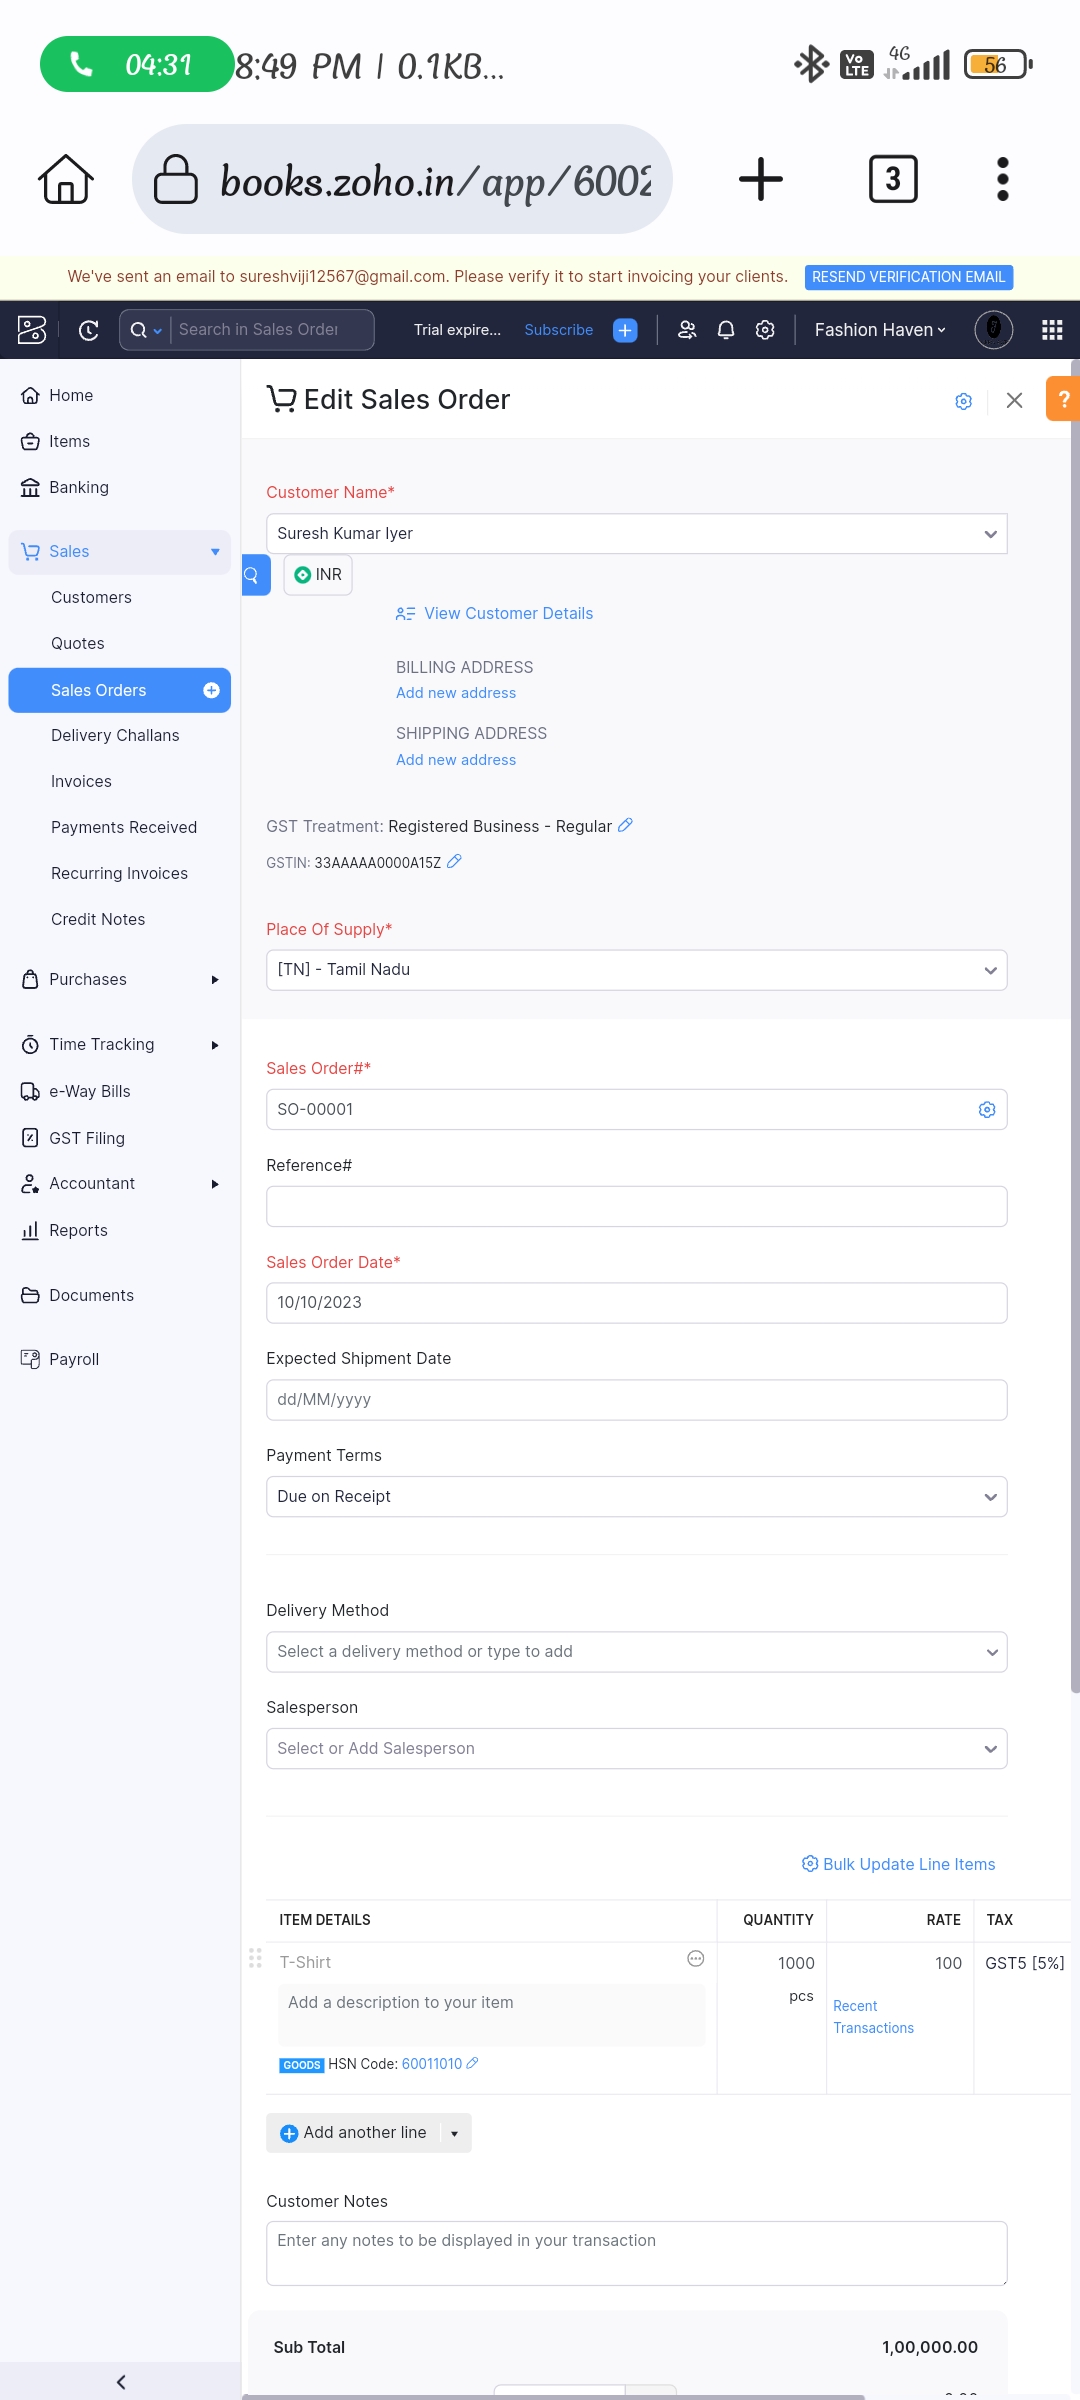 04:31 8:49 PM | 0.1KB...
Vo LTE 4G 56
books.zoho.in/app/6002
3
We've sent an email to sureshviji12567@gmail.com. Please verify it to start invoicing your clients. RESEND VERIFICATION EMAIL
Search in Sales Order
Trial expire... Subscribe
Fashion Haven
Home
Items
Banking
Sales
Customers
Quotes
Sales Orders
Delivery Challans
Invoices
Payments Received
Recurring Invoices
Credit Notes
Purchases
Time Tracking
e-Way Bills
GST Filing
Accountant
Reports
Documents
Payroll
Edit Sales Order
?
Customer Name*
Suresh Kumar Iyer
INR
View Customer Details
BILLING ADDRESS
Add new address
SHIPPING ADDRESS
Add new address
GST Treatment: Registered Business - Regular
GSTIN: 33AAAAA0000A15Z
Place Of Supply*
[TN] - Tamil Nadu
Sales Order#*
SO-00001
Reference#
Sales Order Date*
10/10/2023
Expected Shipment Date
dd/MM/yyyy
Payment Terms
Due on Receipt
Delivery Method
Select a delivery method or type to add
Salesperson
Select or Add Salesperson
Bulk Update Line Items
ITEM DETAILS QUANTITY RATE TAX
T-Shirt 1000 100 GST5 [5%]
pcs
Recent
Transactions
Add a description to your item
GOODS HSN Code: 60011010
Add another line
Customer Notes
Enter any notes to be displayed in your transaction
Sub Total 1,00,000.00